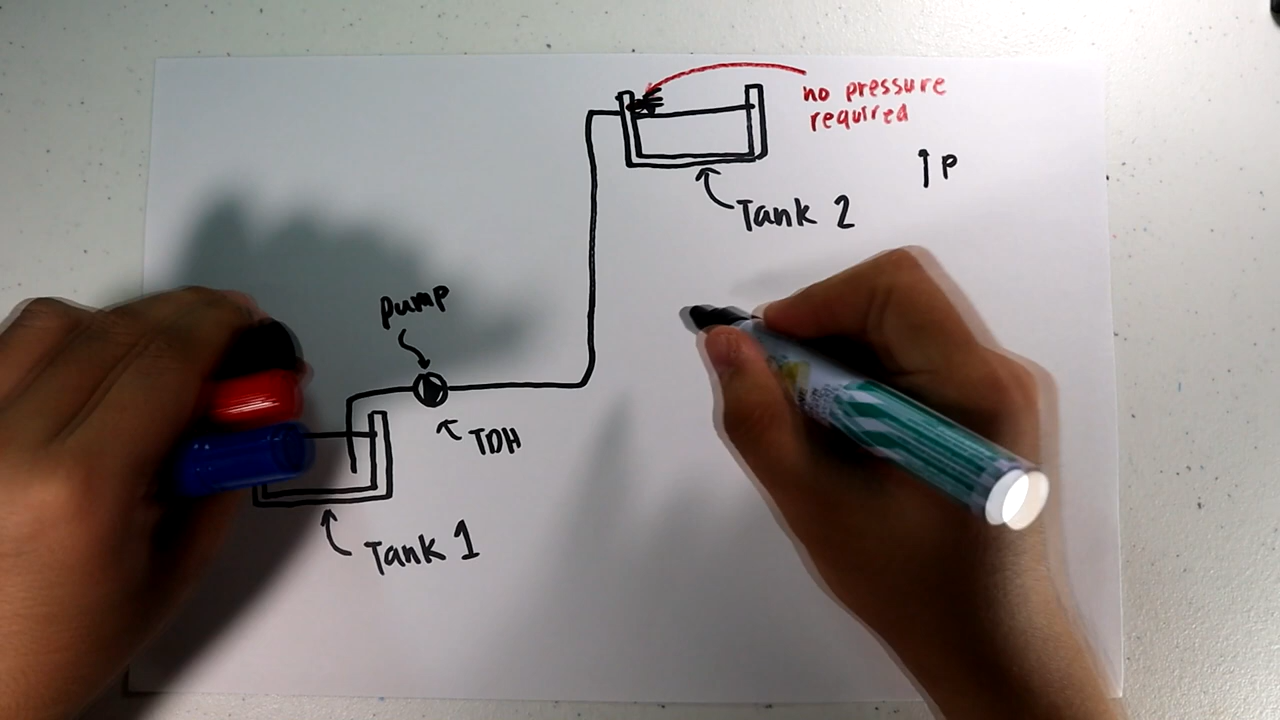 no pressure
required
↑ P
Tank 2
pump
TDH
Tank 1